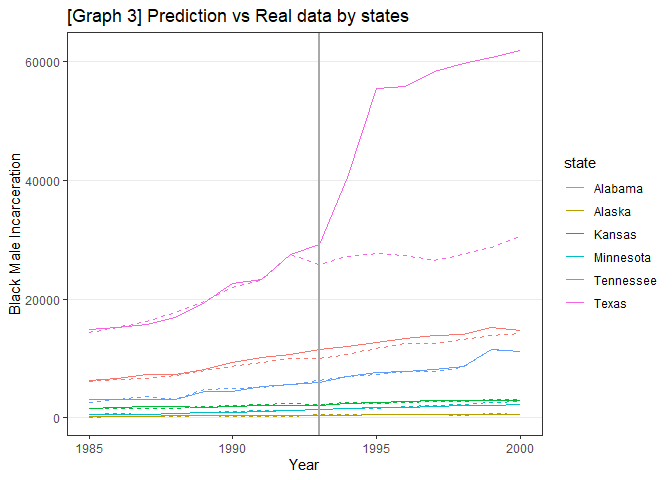 [Graph 3] Prediction vs Real data by states
60000
40000
20000
0
Black Male Incarceration
1985
1990
1995
2000
Year
state
Alabama
Alaska
Kansas
Minnesota
Tennessee
Texas